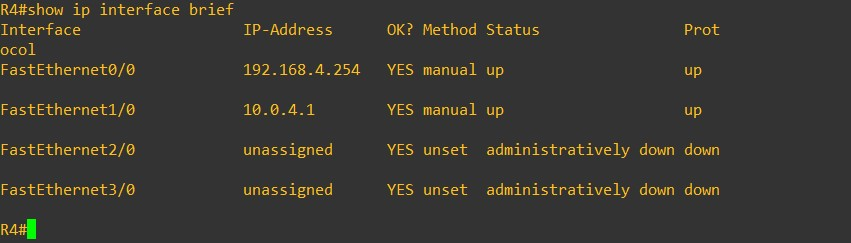 R4#show ip interface brief
Interface                  IP-Address      OK? Method Status                Prot
ocol
FastEthernet0/0            192.168.4.254   YES manual up                    up
FastEthernet1/0            10.0.4.1        YES manual up                    up
FastEthernet2/0            unassigned      YES unset  administratively down down
FastEthernet3/0            unassigned      YES unset  administratively down down
R4#